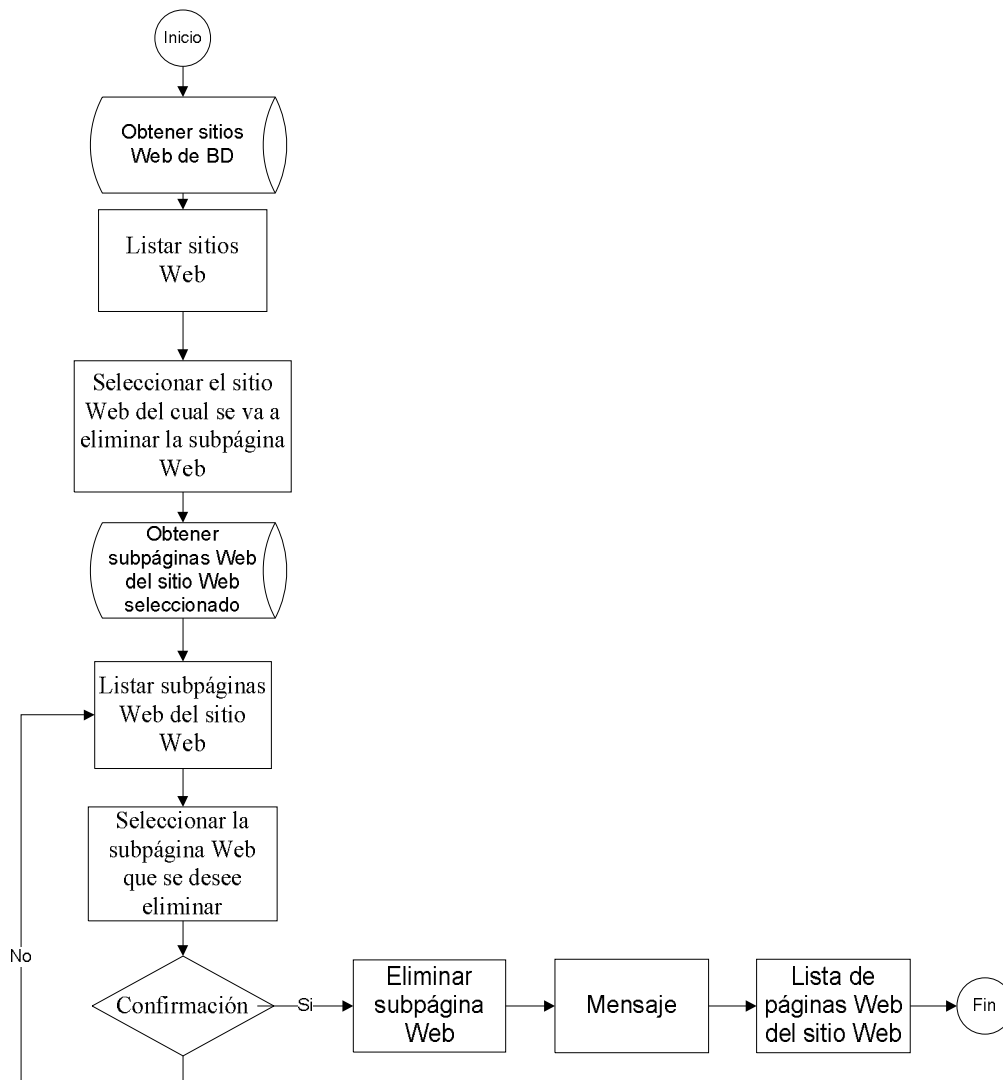 Inicio
Obtener sitios
Web de BD
Listar sitios
Web
Seleccionar el sitio
Web del cual se va a
eliminar la subpágina
Web
Obtener
subpáginas Web
del sitio Web
seleccionado
Listar subpáginas
Web del sitio
Web
Seleccionar la
subpágina Web
que se desee
eliminar
No
Confirmación
Si
Eliminar
subpágina
Web
Mensaje
Lista de
páginas Web
del sitio Web
Fin